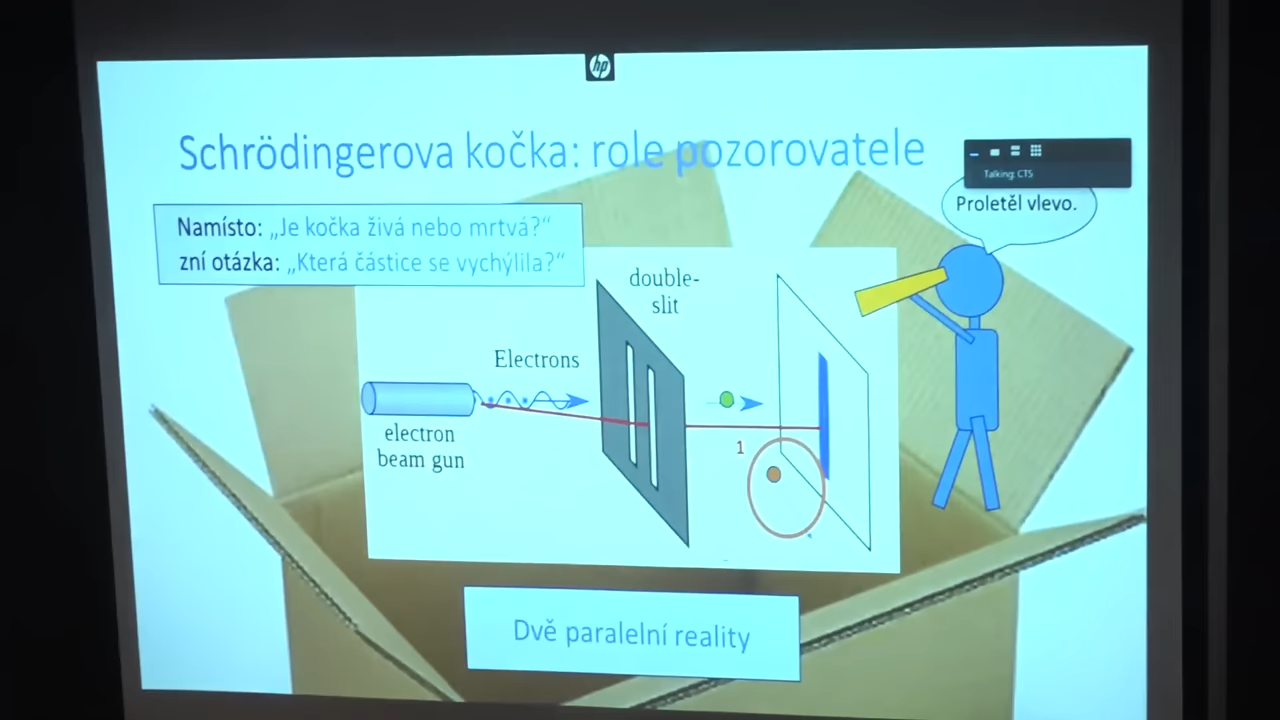 hp
Schrödingerova kočka: role pozorovatele
Talking: CTS
Proletěl vlevo.
Namísto: „Je kočka živá nebo mrtvá?“
zní otázka: „Která částice se vychýlila?“
double-
slit
Electrons
electron
beam gun
1
Dvě paralelní reality